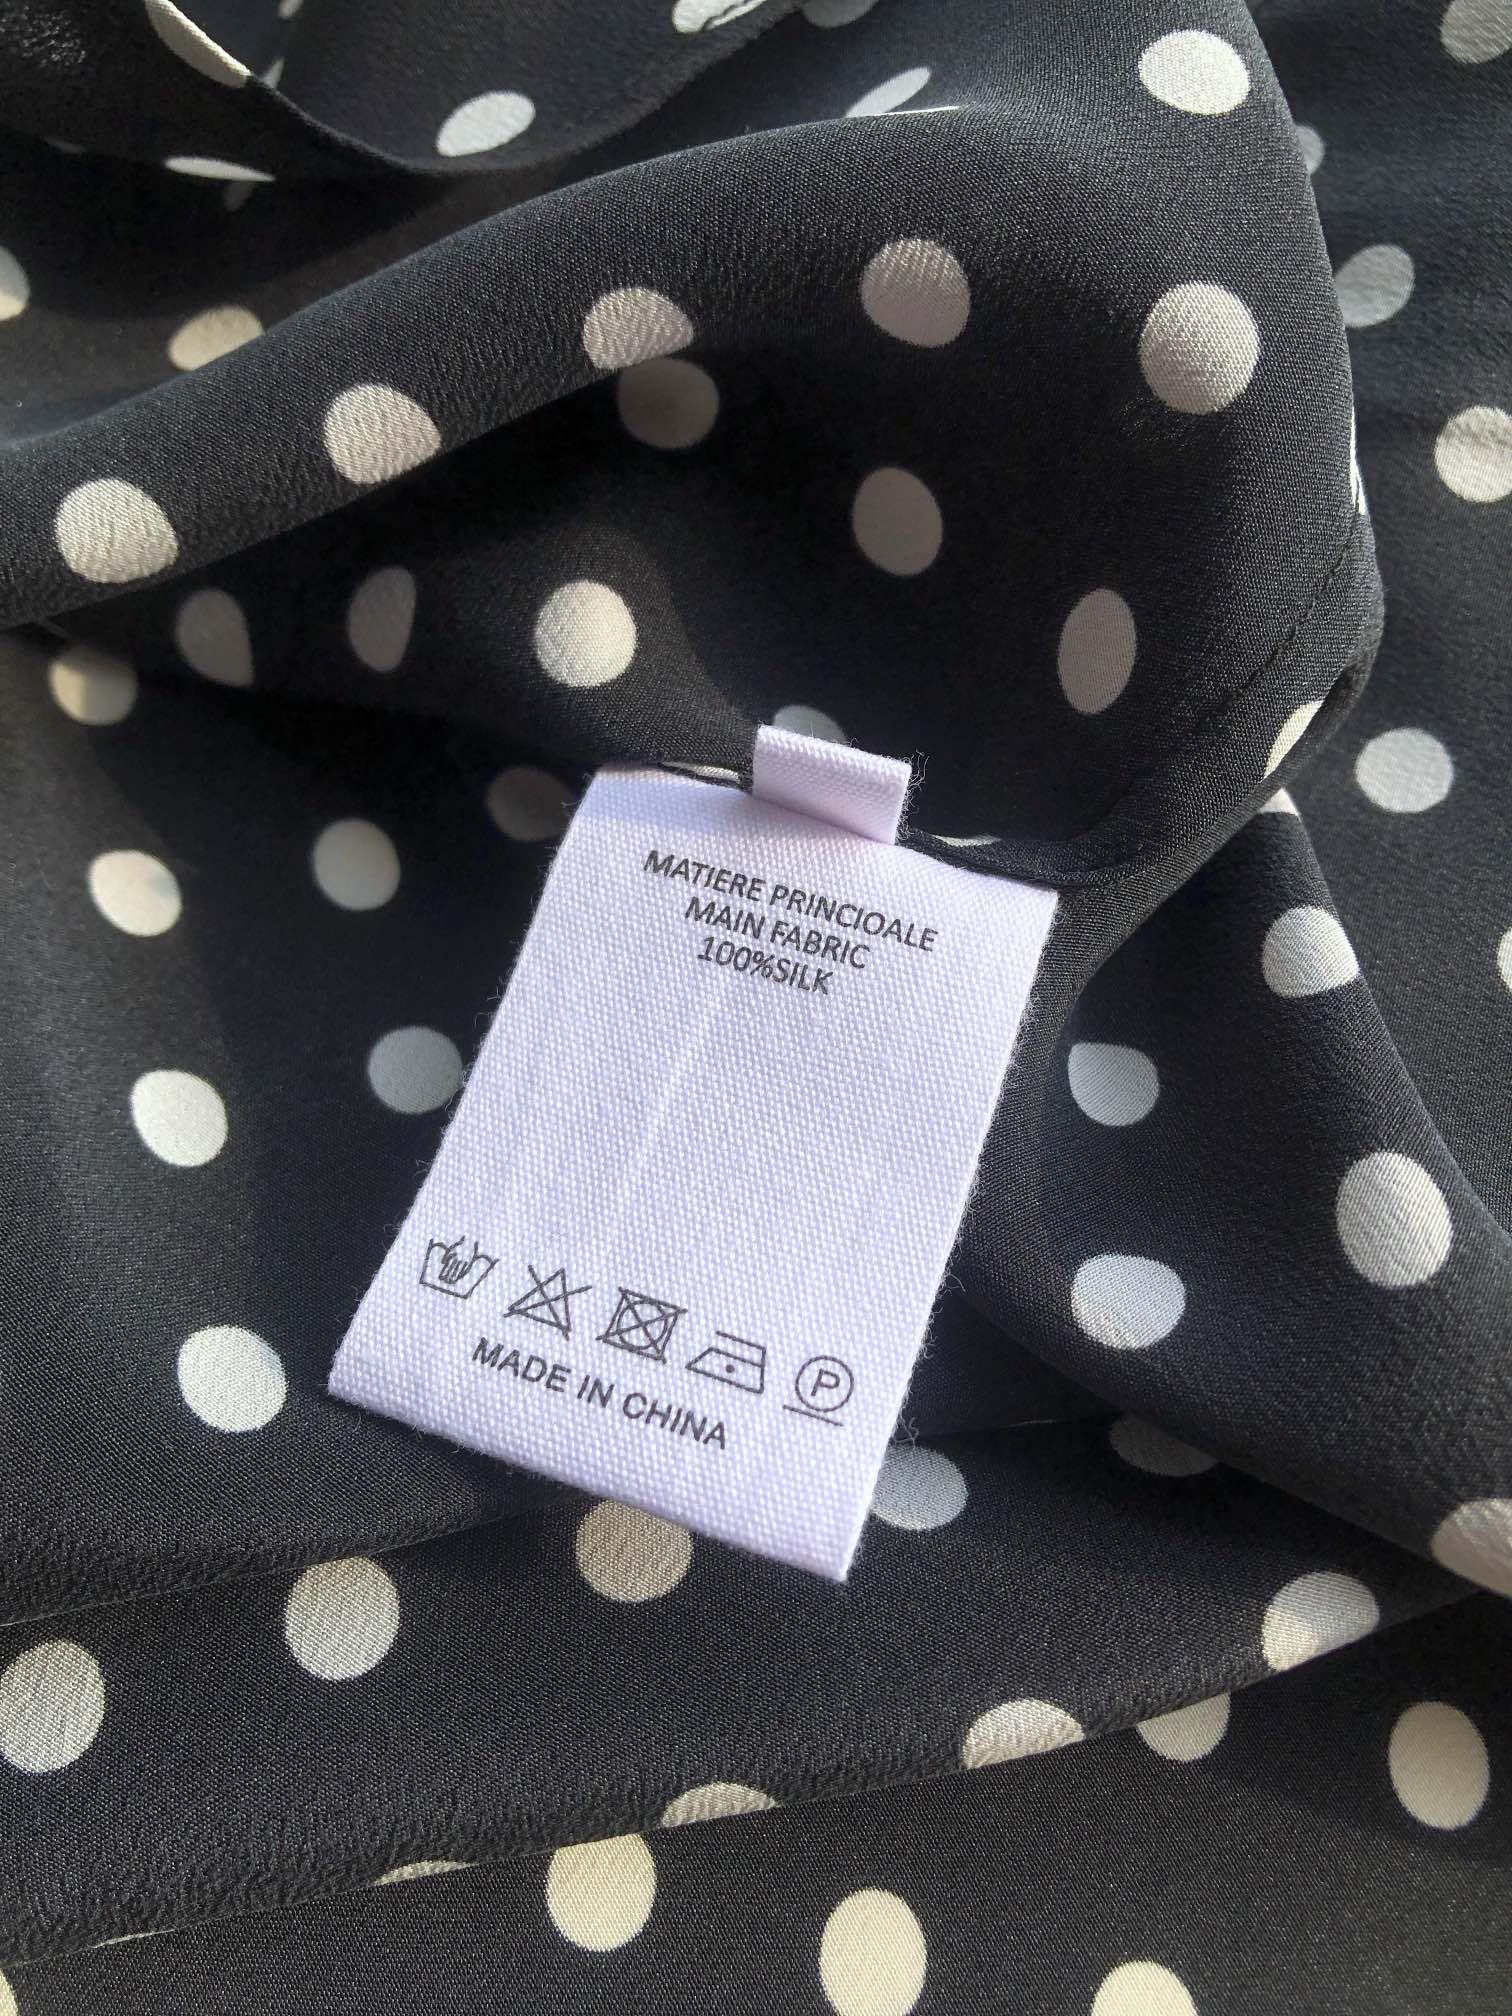 MATIERE PRINCIOALE
MAIN FABRIC
100%SILK
P
MADE IN CHINA